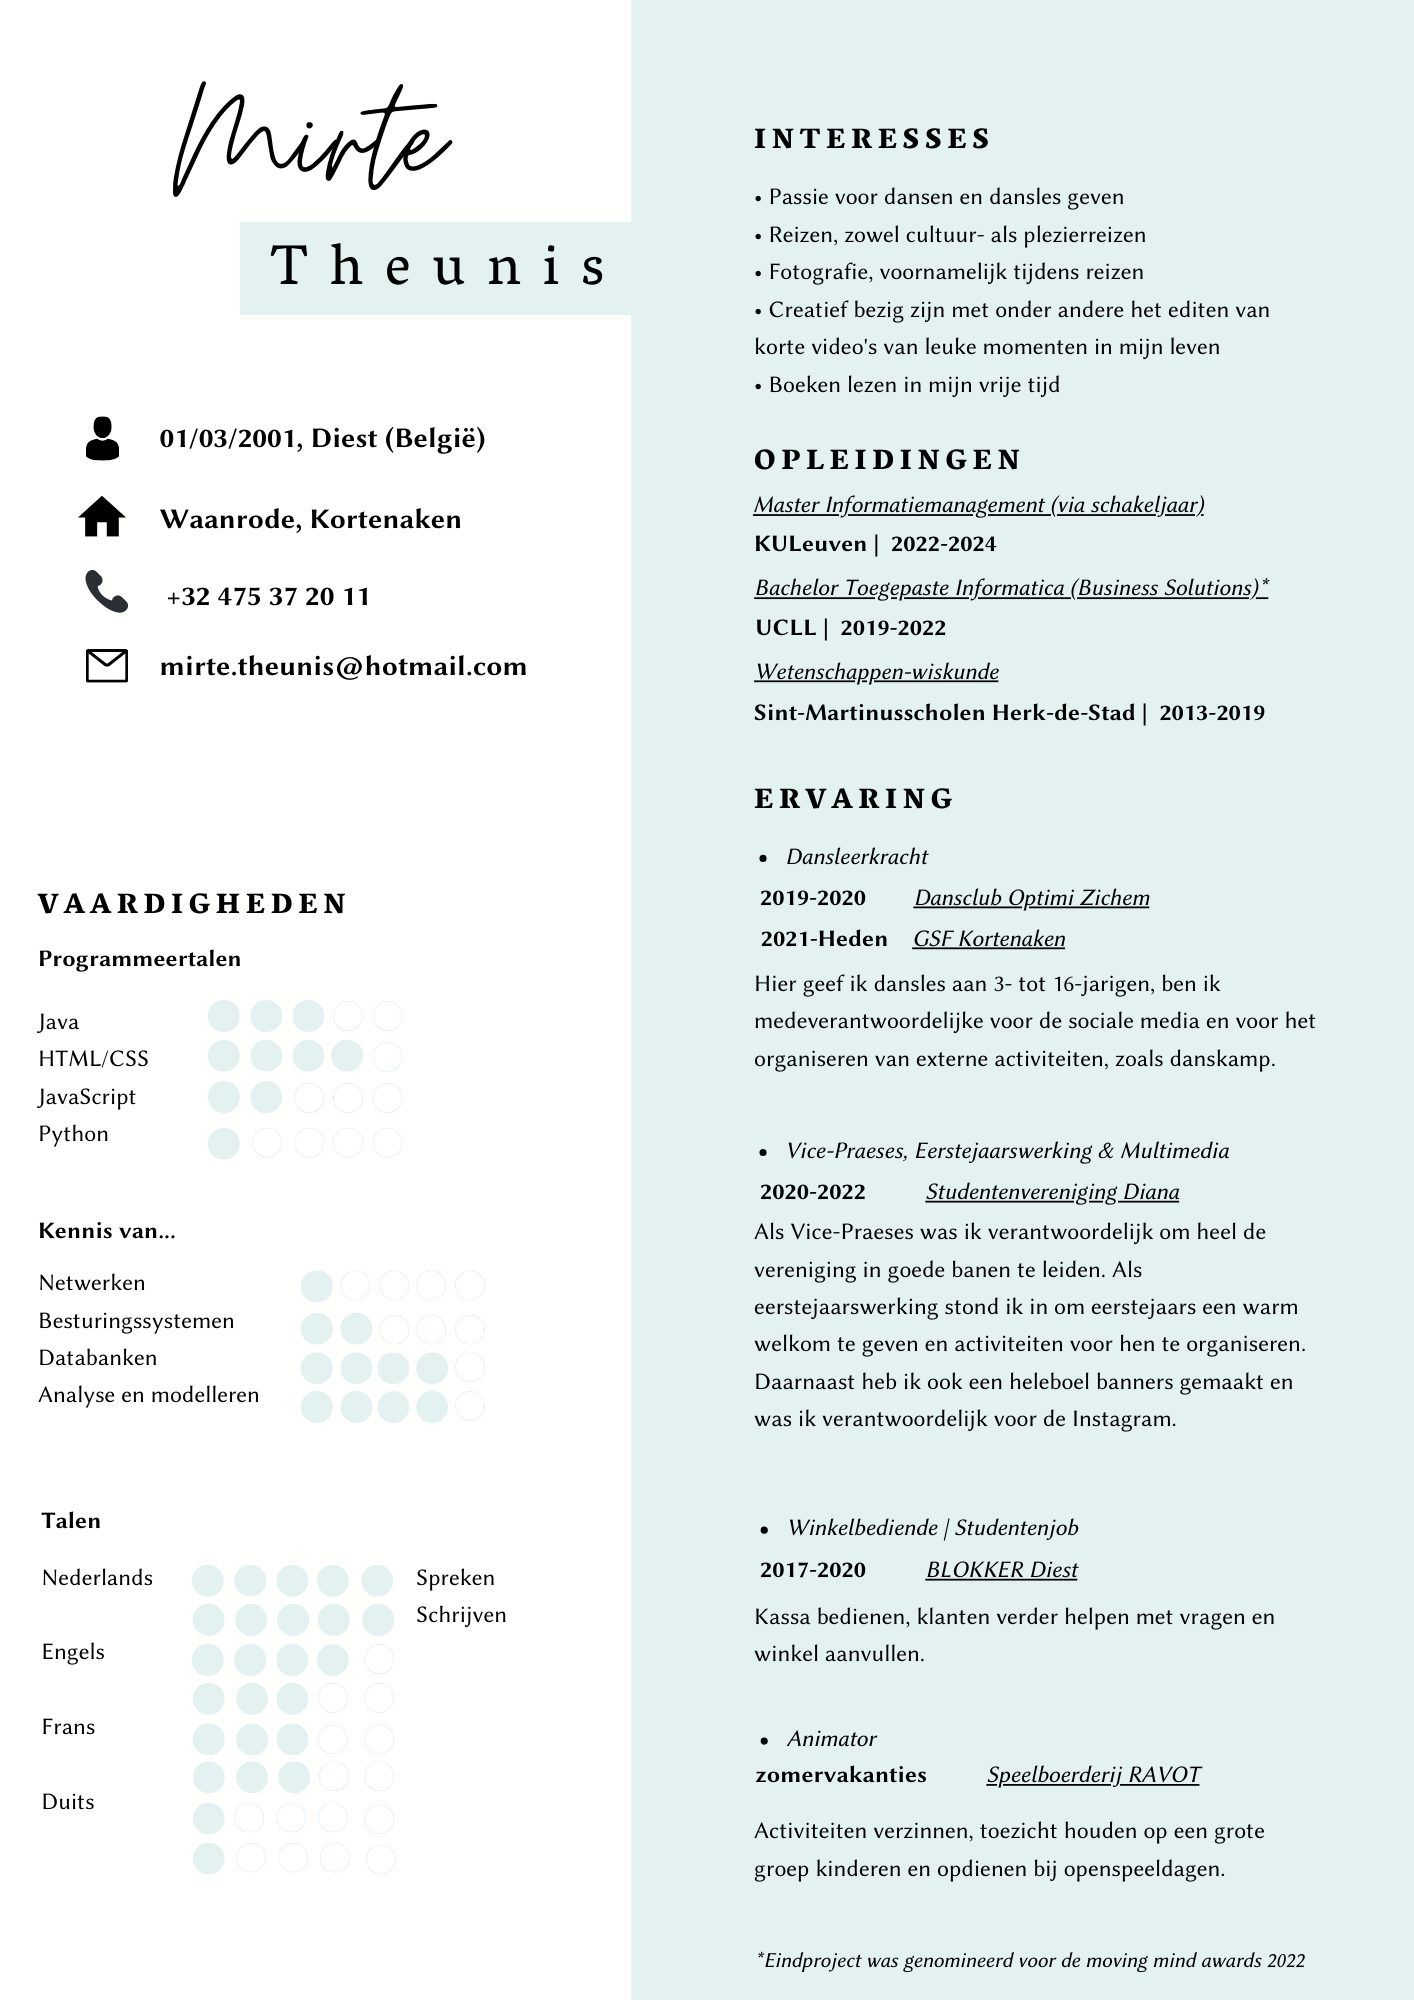 Mirte
Theunis
01/03/2001, Diest (België)
Waanrode, Kortenaken
+32 475 37 20 11
mirte.theunis@hotmail.com
VAARDIGHEDEN
Programmeertalen
Java
HTML/CSS
JavaScript
Python
Kennis van...
Netwerken
Besturingssystemen
Databanken
Analyse en modelleren
Talen
Nederlands
Spreken
Schrijven
Engels
Frans
Duits
INTERESSES
• Passie voor dansen en dansles geven
• Reizen, zowel cultuur- als plezierreizen
• Fotografie, voornamelijk tijdens reizen
• Creatief bezig zijn met onder andere het editen van
korte video's van leuke momenten in mijn leven
• Boeken lezen in mijn vrije tijd
OPLEIDINGEN
Master Informatiemanagement (via schakeljaar)
KULeuven | 2022-2024
Bachelor Toegepaste Informatica (Business Solutions)*
UCLL | 2019-2022
Wetenschappen-wiskunde
Sint-Martinusscholen Herk-de-Stad | 2013-2019
ERVARING
• Dansleerkracht
2019-2020 Dansclub Optimi Zichem
2021-Heden GSF Kortenaken
Hier geef ik dansles aan 3- tot 16-jarigen, ben ik
medeverantwoordelijke voor de sociale media en voor het
organiseren van externe activiteiten, zoals danskamp.
• Vice-Praeses, Eerstejaarswerking & Multimedia
2020-2022 Studentenvereniging Diana
Als Vice-Praeses was ik verantwoordelijk om heel de
vereniging in goede banen te leiden. Als
eerstejaarswerking stond ik in om eerstejaars een warm
welkom te geven en activiteiten voor hen te organiseren.
Daarnaast heb ik ook een heleboel banners gemaakt en
was ik verantwoordelijk voor de Instagram.
• Winkelbediende | Studentenjob
2017-2020 BLOKKER Diest
Kassa bedienen, klanten verder helpen met vragen en
winkel aanvullen.
• Animator
zomervakanties Speelboerderij RAVOT
Activiteiten verzinnen, toezicht houden op een grote
groep kinderen en opdienen bij openspeeldagen.
*Eindproject was genomineerd voor de moving mind awards 2022